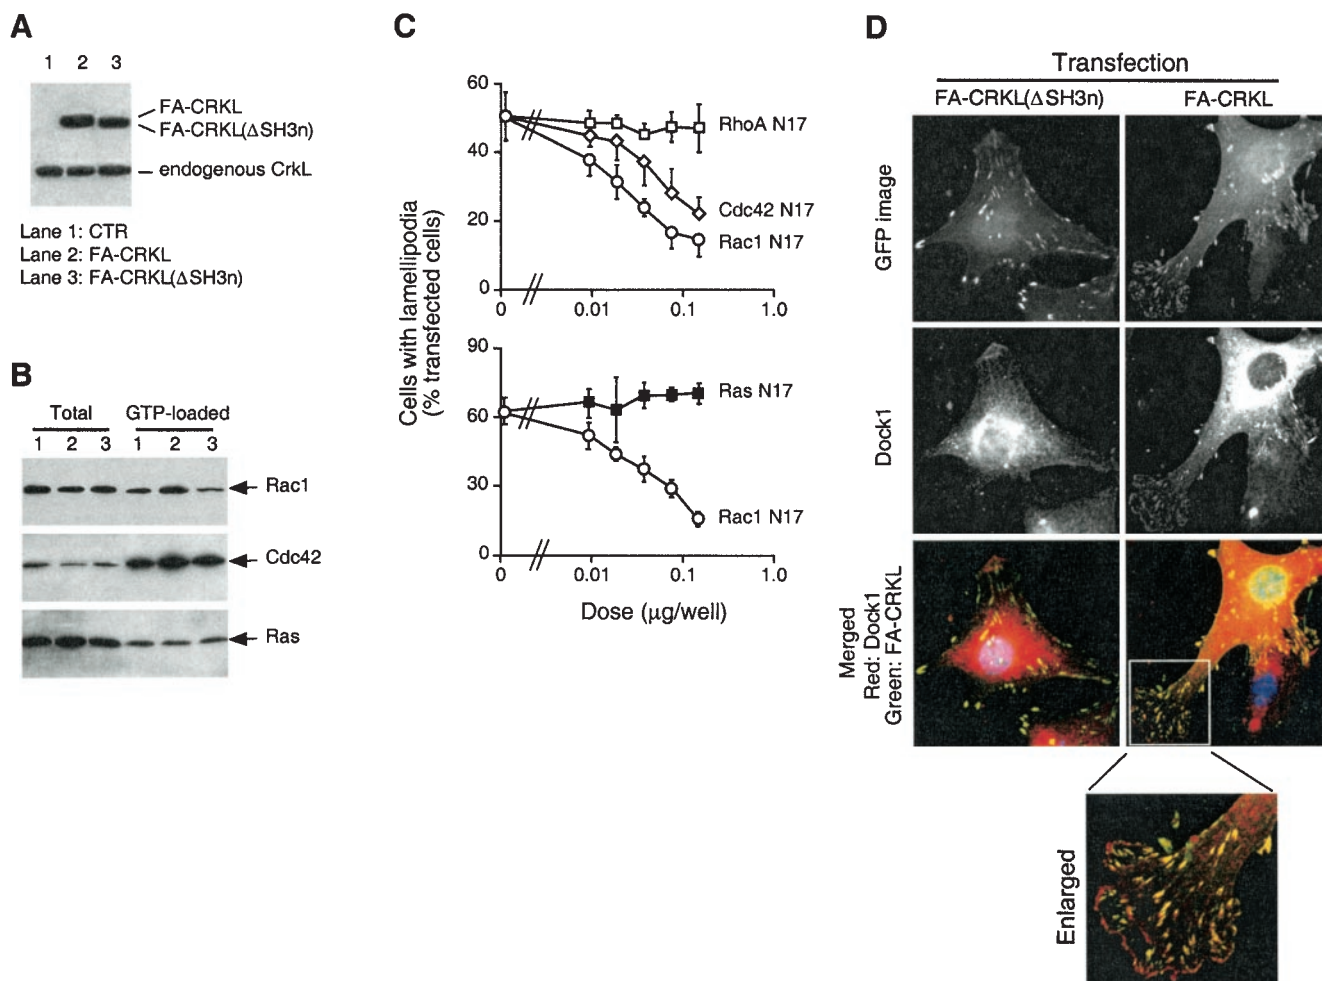 A
1 2 3
FA-CRKL
FA-CRKL(ΔSH3n)
endogenous CrkL
Lane 1: CTR
Lane 2: FA-CRKL
Lane 3: FA-CRKL(ΔSH3n)
B
Total GTP-loaded
1 2 3 1 2 3
Rac1
Cdc42
Ras
C
Cells with lamellipodia
(% transfected cells)
60
40
20
0
RhoA N17
Cdc42 N17
Rac1 N17
0 0.01 0.1 1.0
90
60
30
0
Ras N17
Rac1 N17
0 0.01 0.1 1.0
Dose (μg/well)
D
Transfection
FA-CRKL(ΔSH3n) FA-CRKL
GFP image
Dock1
Merged
Red: Dock1
Green: FA-CRKL
Enlarged